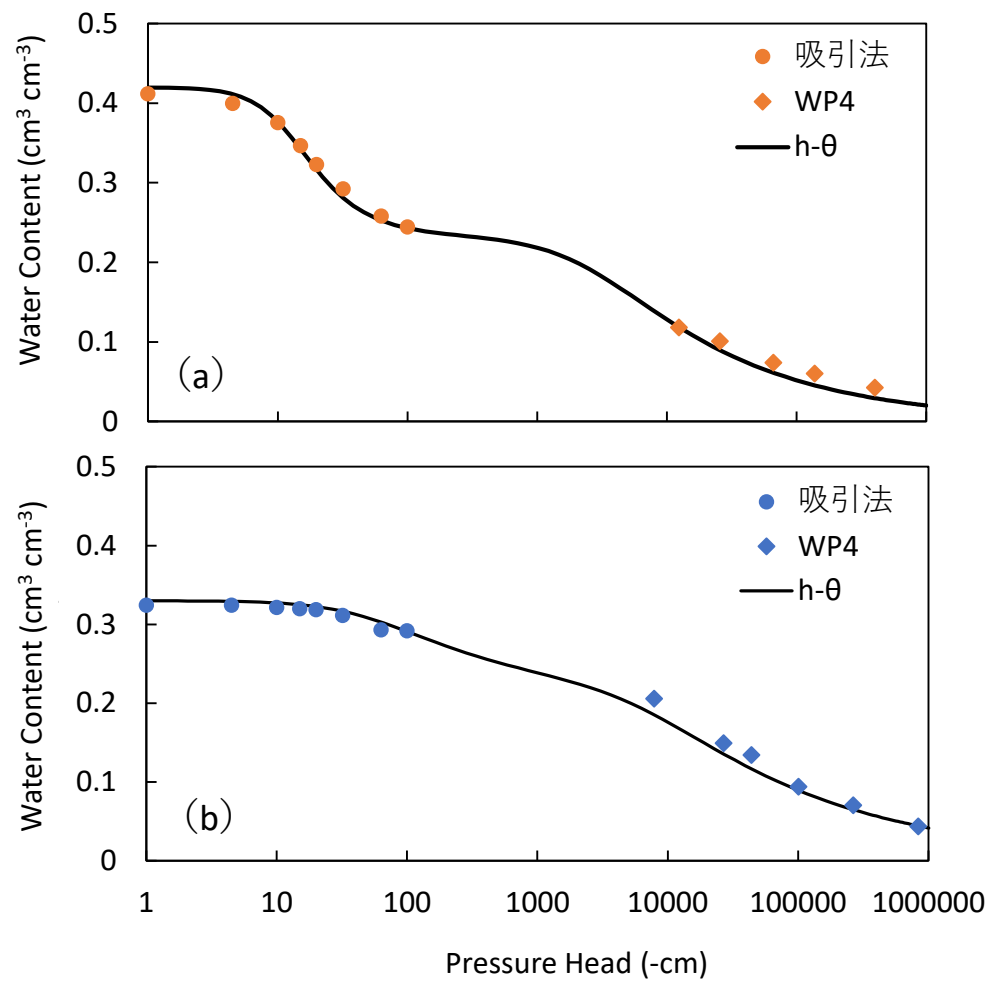 0.5
0.4
0.3
0.2
0.1
0
Water Content (cm³ cm⁻³)
吸引法
WP4
h-θ
（a）
0.5
0.4
0.3
0.2
0.1
0
Water Content (cm³ cm⁻³)
吸引法
WP4
h-θ
（b）
1 10 100 1000 10000 100000 1000000
Pressure Head (-cm)